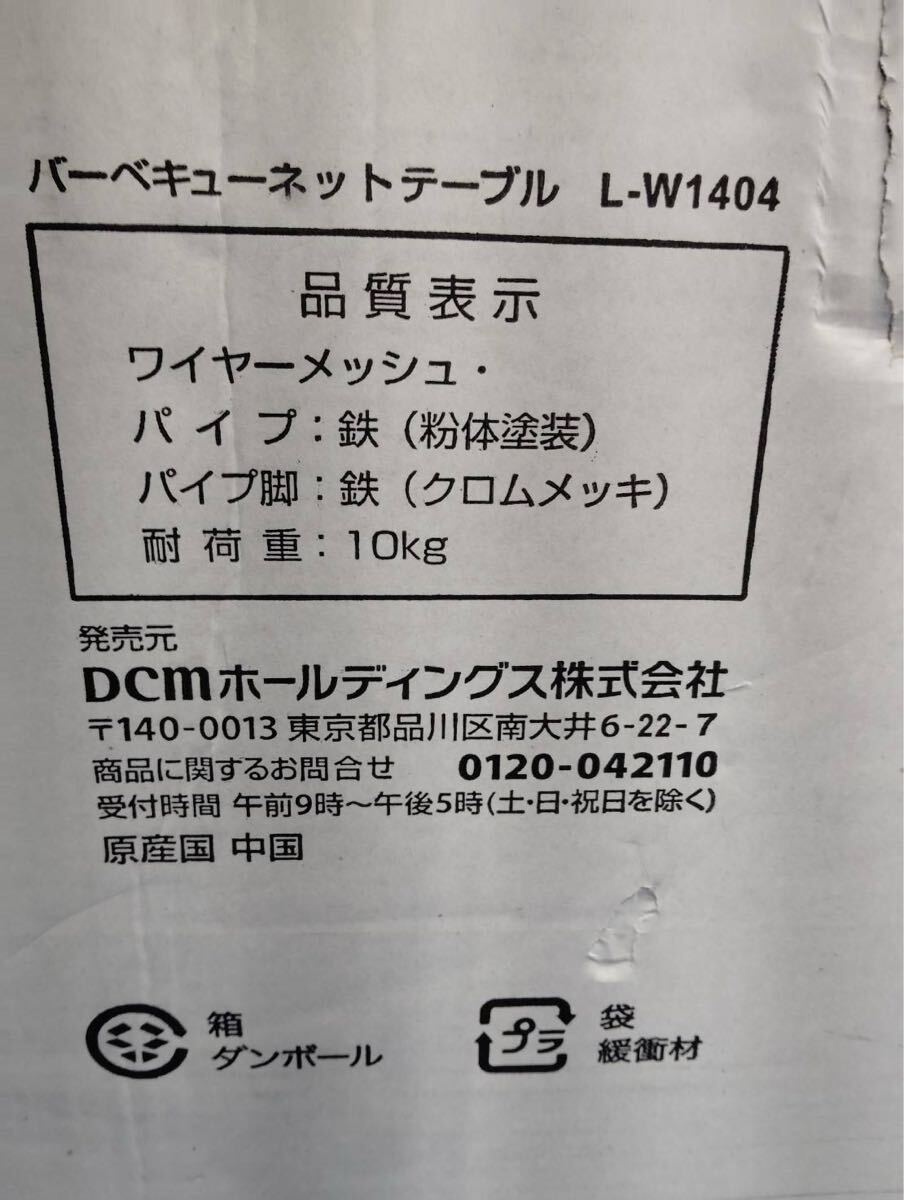 バーベキューネットテーブル L-W1404
品質表示
ワイヤーメッシュ・
パイプ：鉄（粉体塗装）
パイプ脚：鉄（クロムメッキ）
耐荷重：10kg
発売元
DCMホールディングス株式会社
〒140-0013 東京都品川区南大井6-22-7
商品に関するお問合せ 0120-042110
受付時間 午前9時～午後5時(土・日・祝日を除く)
原産国 中国
箱
ダンボール
プラ
袋
緩衝材